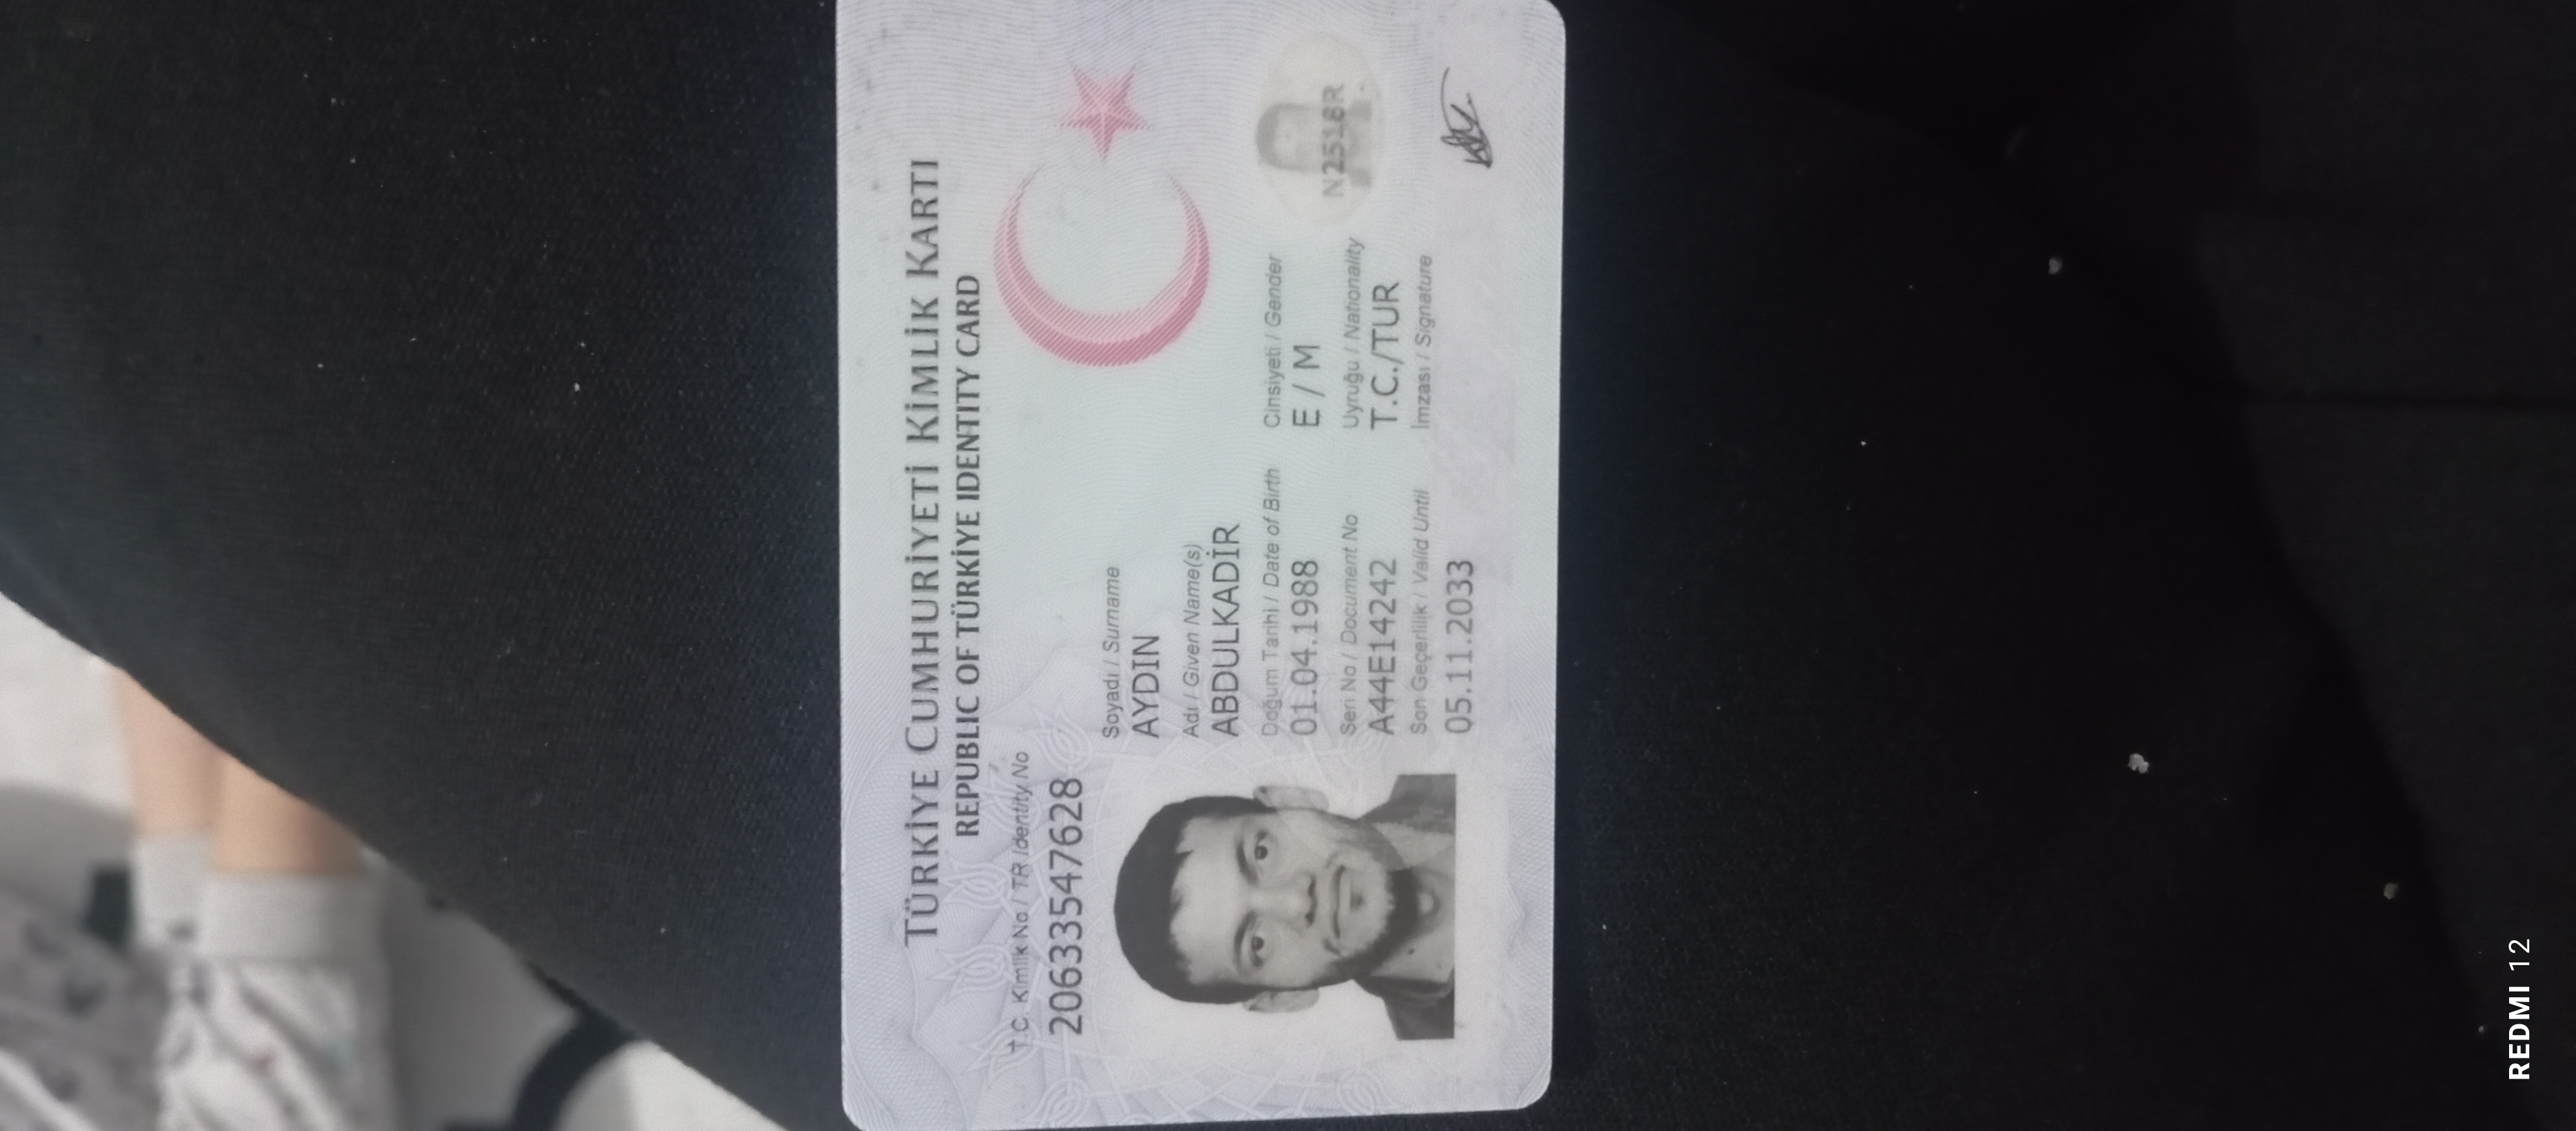 TÜRKİYE CUMHURİYETİ KİMLİK KARTI
REPUBLIC OF TÜRKİYE IDENTITY CARD
T.C. Kimlik No / TR Identity No
20633547628
Soyadı / Surname
AYDIN
Adı / Given Name(s)
ABDULKADİR
Doğum Tarihi / Date of Birth
01.04.1988
Cinsiyeti / Gender
E / M
Seri No / Document No
A44E14242
Uyruğu / Nationality
T.C./TUR
Son Geçerlilik / Valid Until
05.11.2033
İmzası / Signature
N2518R
REDMI 12